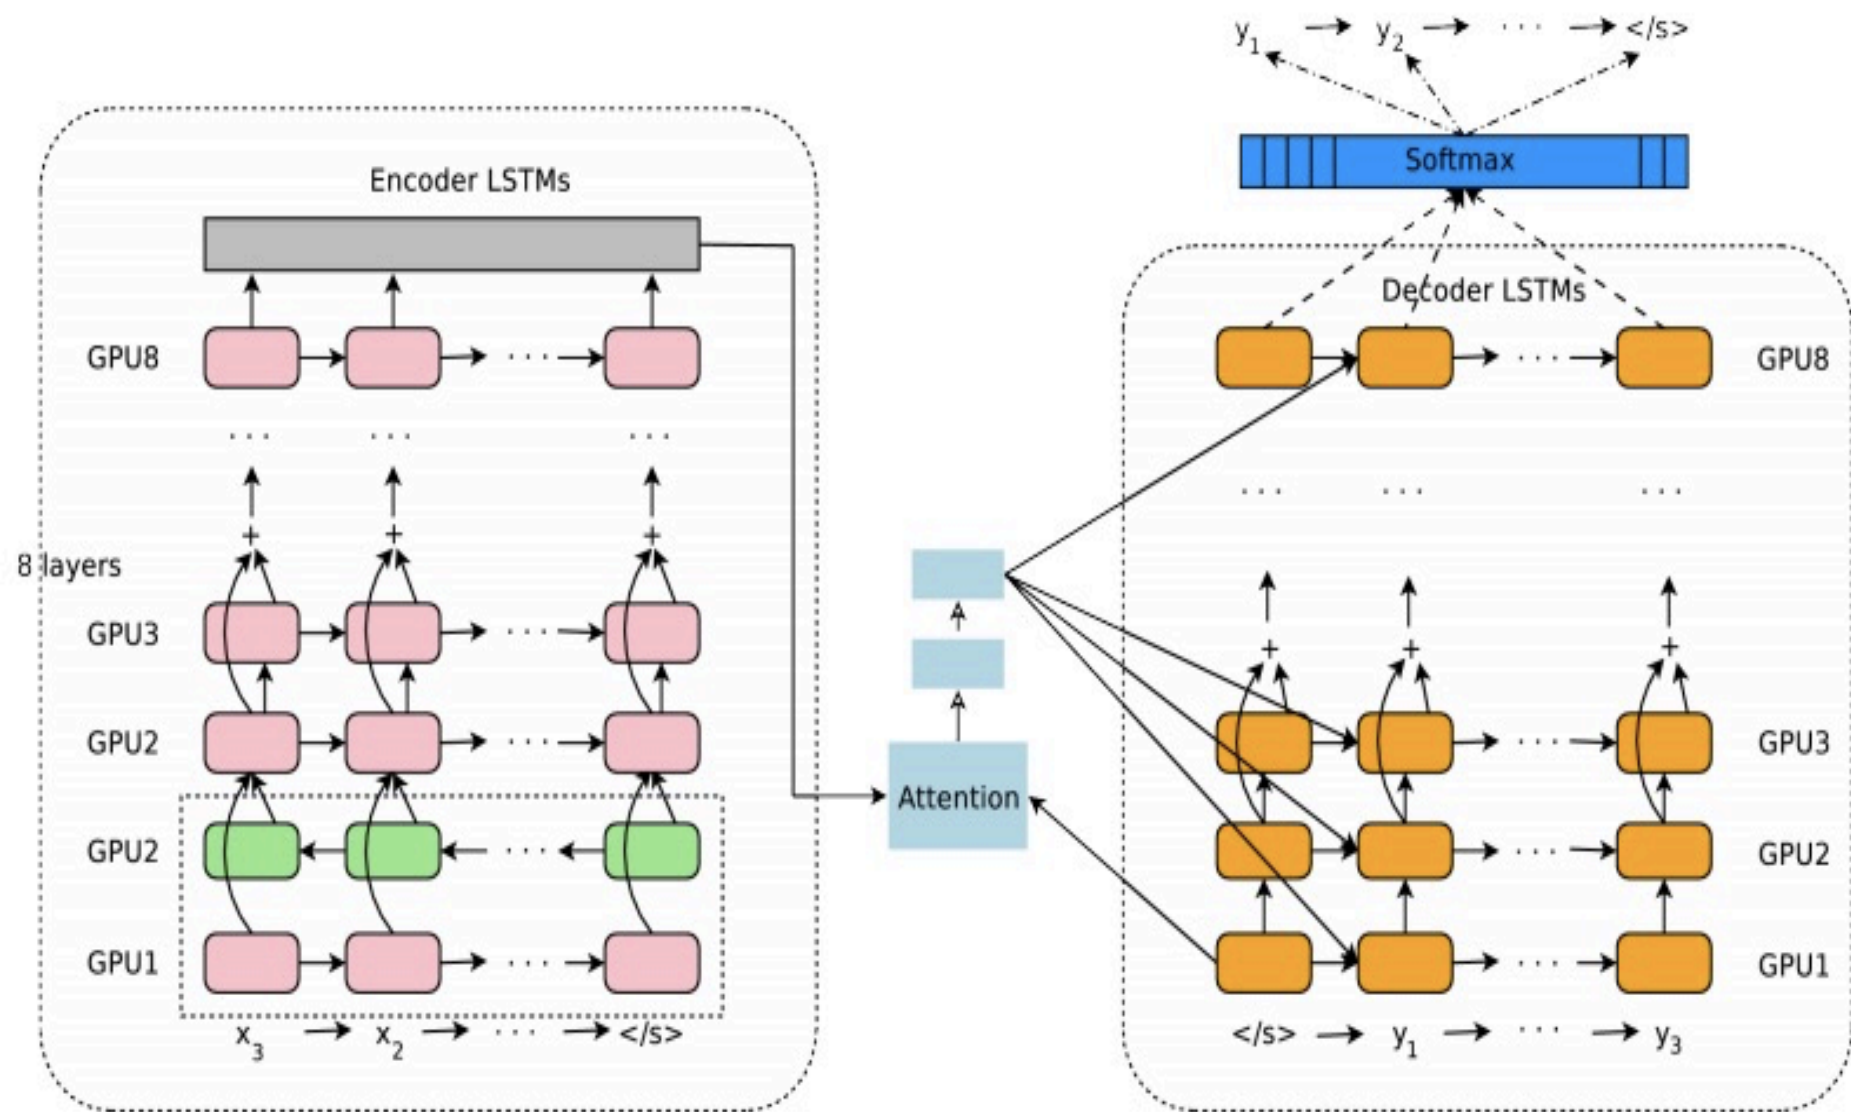 y₁ → y₂ → ... → </s>
Softmax
Encoder LSTMs
Decoder LSTMs
GPU8
GPU8
... ... ...
... ... ...
+ + +
8 layers
GPU3
+ + +
GPU2
GPU3
Attention
GPU2
GPU2
GPU1
GPU1
x₃ → x₂ → ... → </s>
</s> → y₁ → ... → y₃